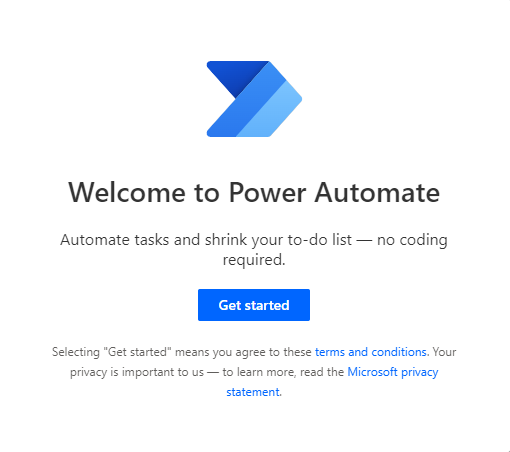 Welcome to Power Automate
Automate tasks and shrink your to-do list — no coding
required.
Get started
Selecting "Get started" means you agree to these terms and conditions. Your
privacy is important to us — to learn more, read the Microsoft privacy
statement.